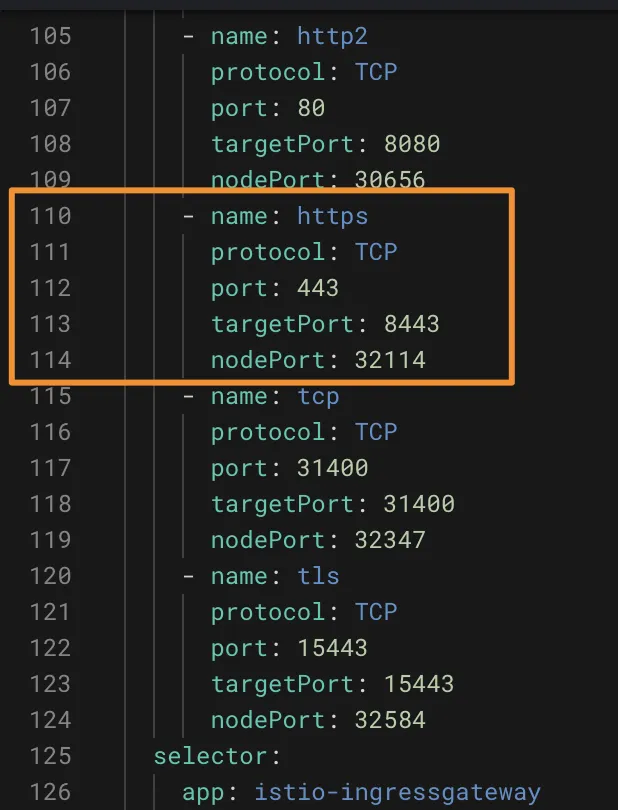 105 - name: http2
106 protocol: TCP
107 port: 80
108 targetPort: 8080
109 nodePort: 30656
110 - name: https
111 protocol: TCP
112 port: 443
113 targetPort: 8443
114 nodePort: 32114
115 - name: tcp
116 protocol: TCP
117 port: 31400
118 targetPort: 31400
119 nodePort: 32347
120 - name: tls
121 protocol: TCP
122 port: 15443
123 targetPort: 15443
124 nodePort: 32584
125 selector:
126 app: istio-ingressgateway